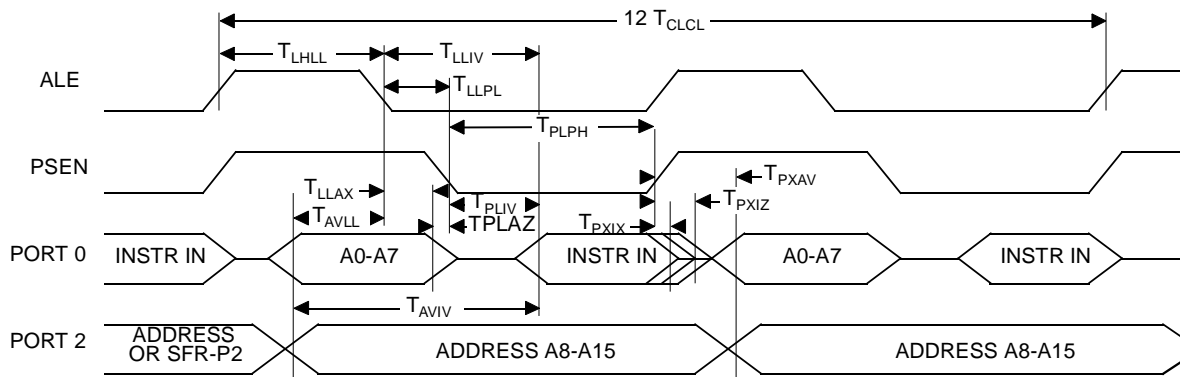 12 TCLCL
TLHLL TLLIV
ALE
TLLPL
TPLPH
PSEN
TLLAX TPXAV
TPLIV TPXIZ
TAVLL TPLAZ TPXIX
PORT 0 INSTR IN A0-A7 INSTR IN A0-A7 INSTR IN
TAVIV
PORT 2 ADDRESS
OR SFR-P2 ADDRESS A8-A15 ADDRESS A8-A15